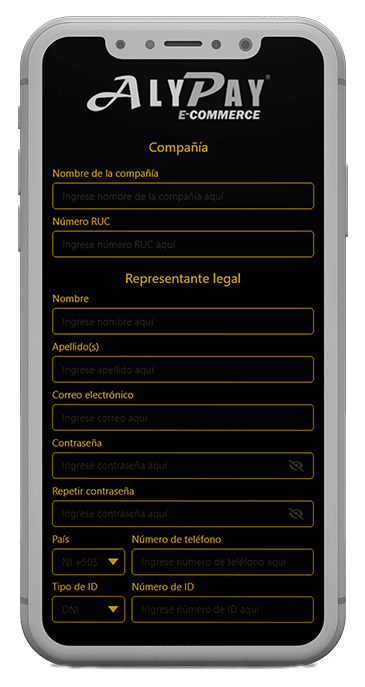 ALYPAY®
E-COMMERCE
Compañía
Nombre de la compañía
Ingrese nombre de la compañía aquí
Número RUC
Ingrese número RUC aquí
Representante legal
Nombre
Ingrese nombre aquí
Apellido(s)
Ingrese apellido aquí
Correo electrónico
Ingrese correo aquí
Contraseña
Ingrese contraseña aquí
Repetir contraseña
Ingrese contraseña aquí
País Número de teléfono
NI +505 Ingrese número de teléfono aquí
Tipo de ID Número de ID
DNI Ingrese número de ID aquí